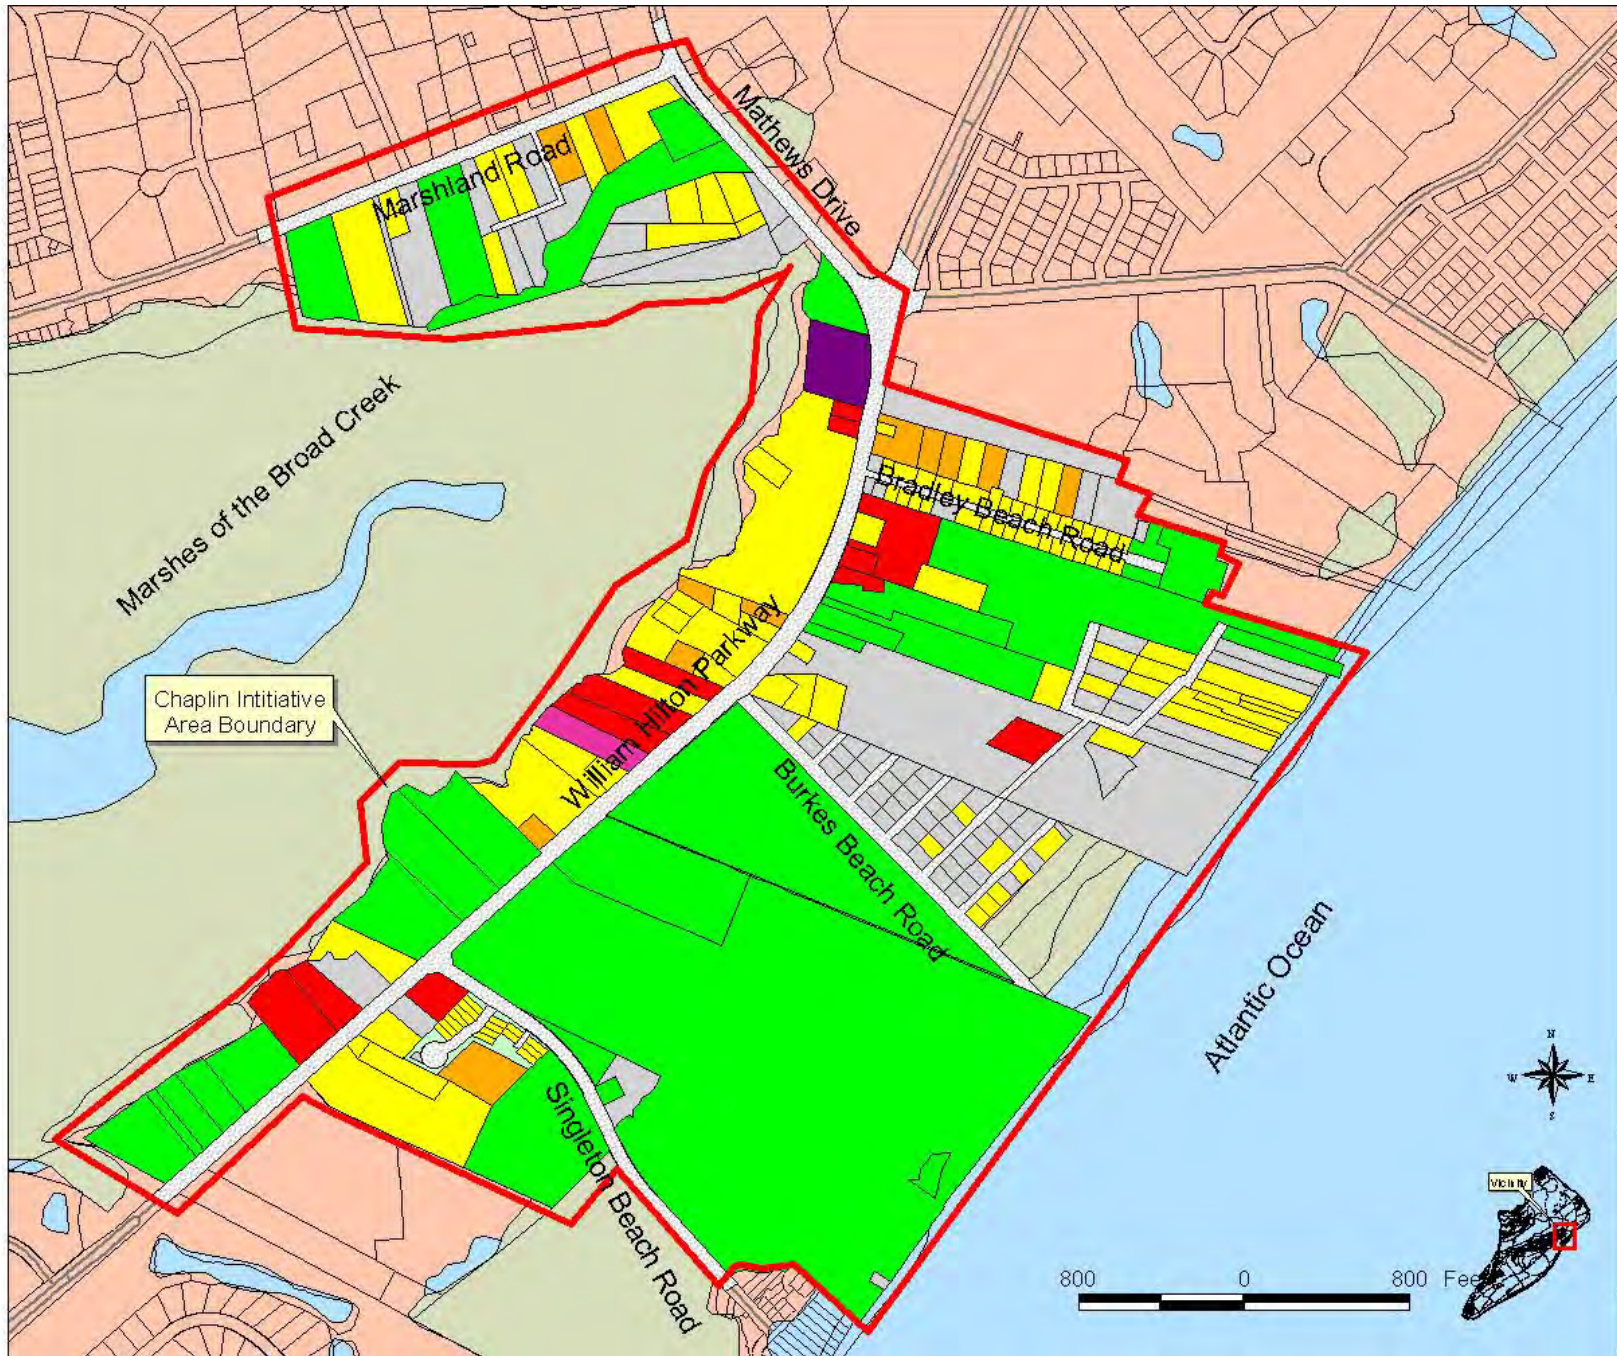 Mathews Drive
Marshland Road
Marshes of the Broad Creek
Bradley Beach Road
William Hilton Parkway
Chaplin Intitiative
Area Boundary
Burkes Beach Road
Atlantic Ocean
Singleton Beach Road
N
W
E
S
Vicinity
800
0
800 Fee